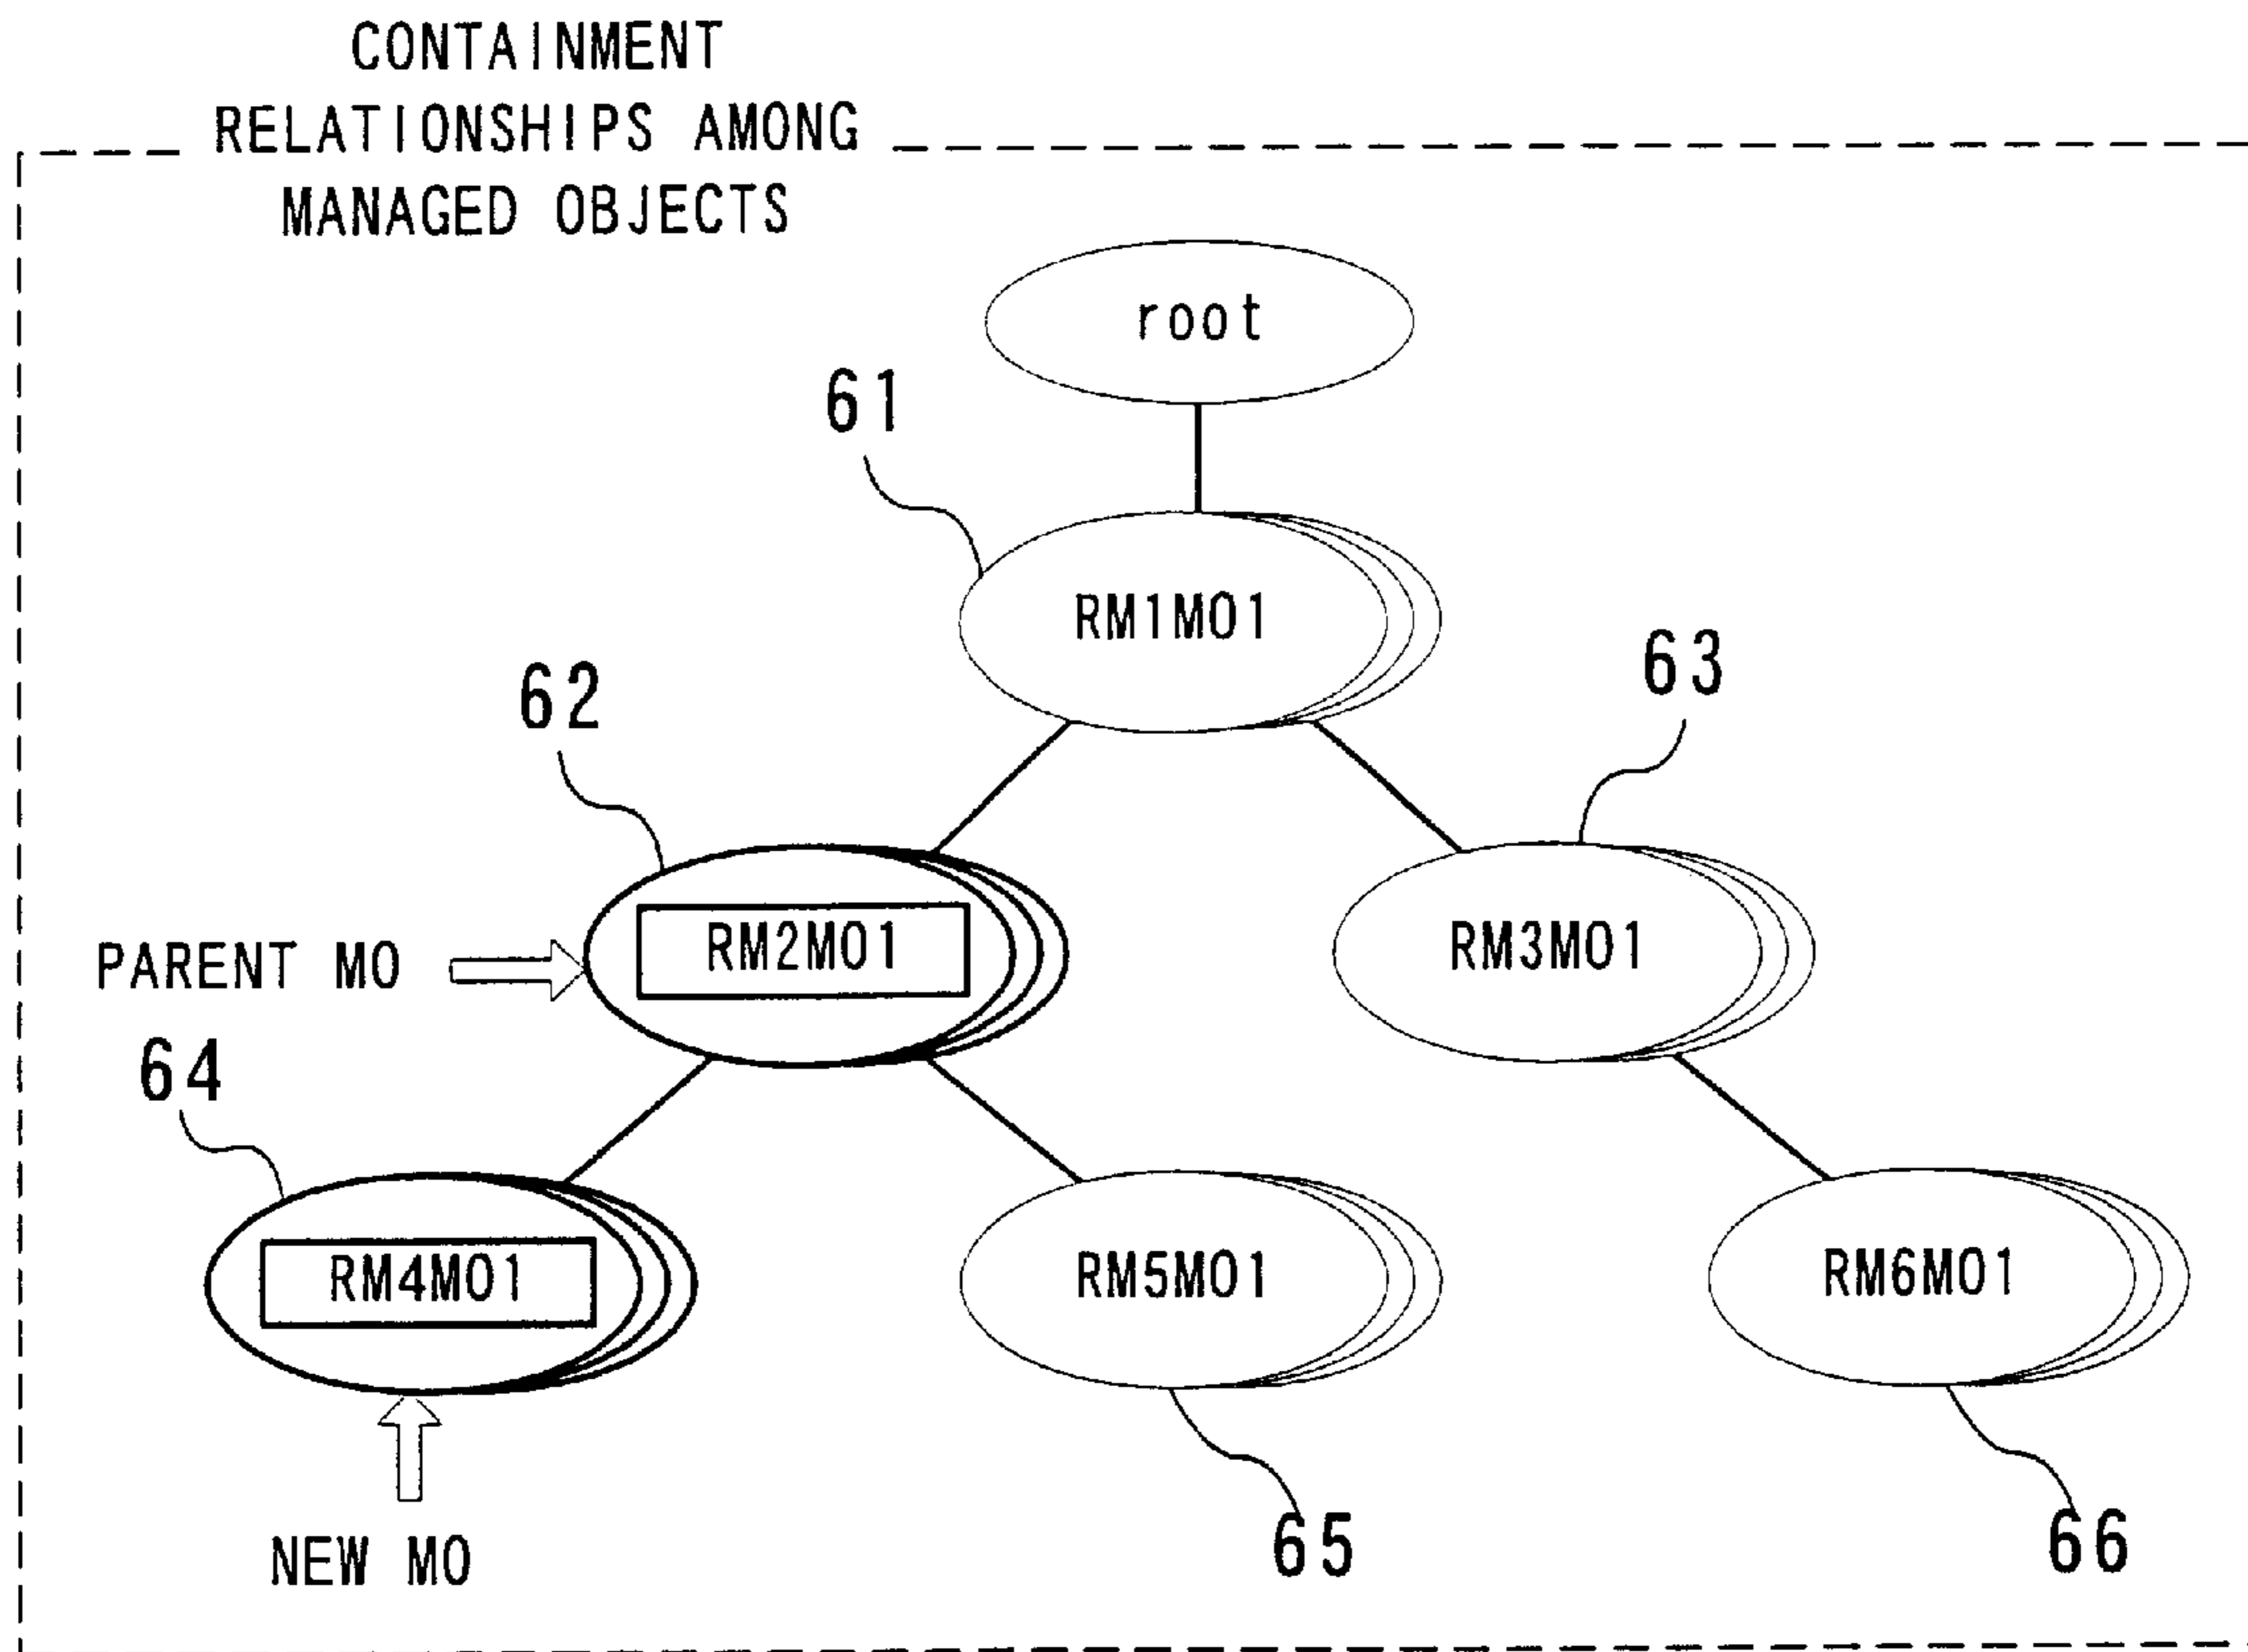 CONTAINMENT
RELATIONSHIPS AMONG
MANAGED OBJECTS
root
61
RM1MO1
62
63
PARENT MO
RM2MO1
RM3MO1
64
RM4MO1
RM5MO1
RM6MO1
NEW MO
65
66